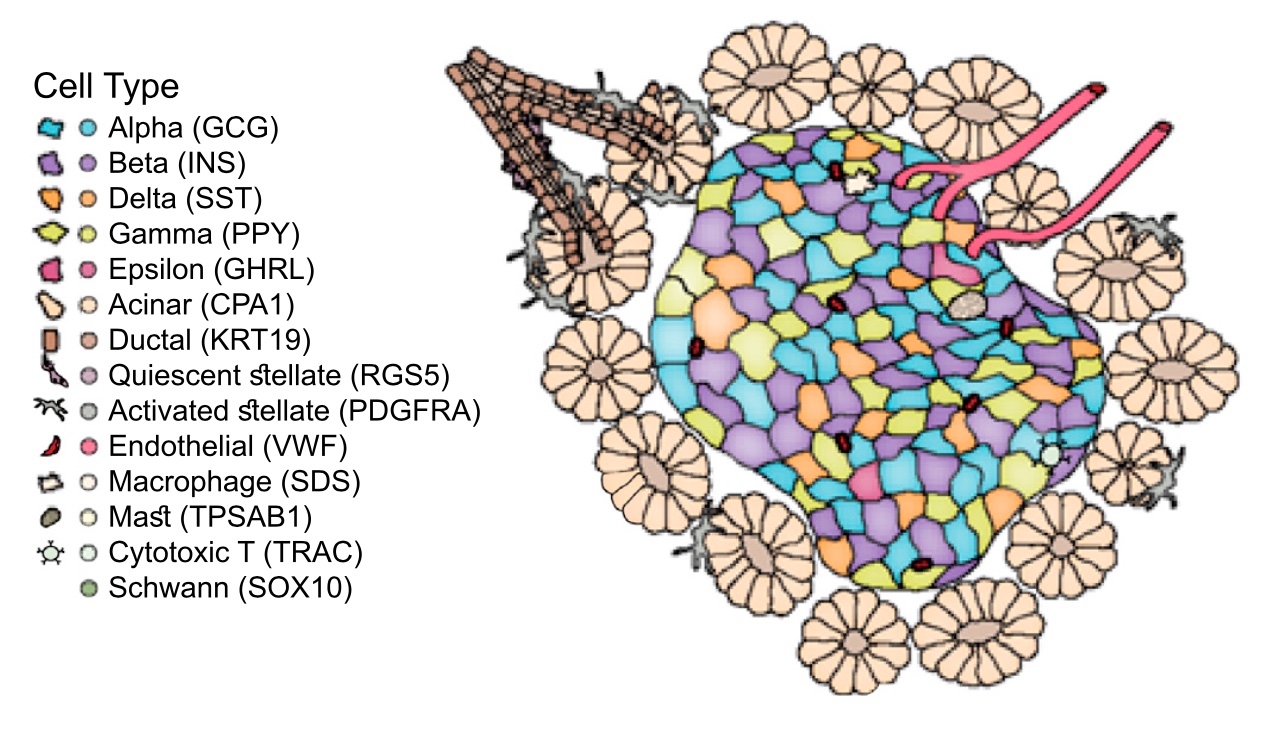 Cell Type
Alpha (GCG)
Beta (INS)
Delta (SST)
Gamma (PPY)
Epsilon (GHRL)
Acinar (CPA1)
Ductal (KRT19)
Quiescent stellate (RGS5)
Activated stellate (PDGFRA)
Endothelial (VWF)
Macrophage (SDS)
Mast (TPSAB1)
Cytotoxic T (TRAC)
Schwann (SOX10)